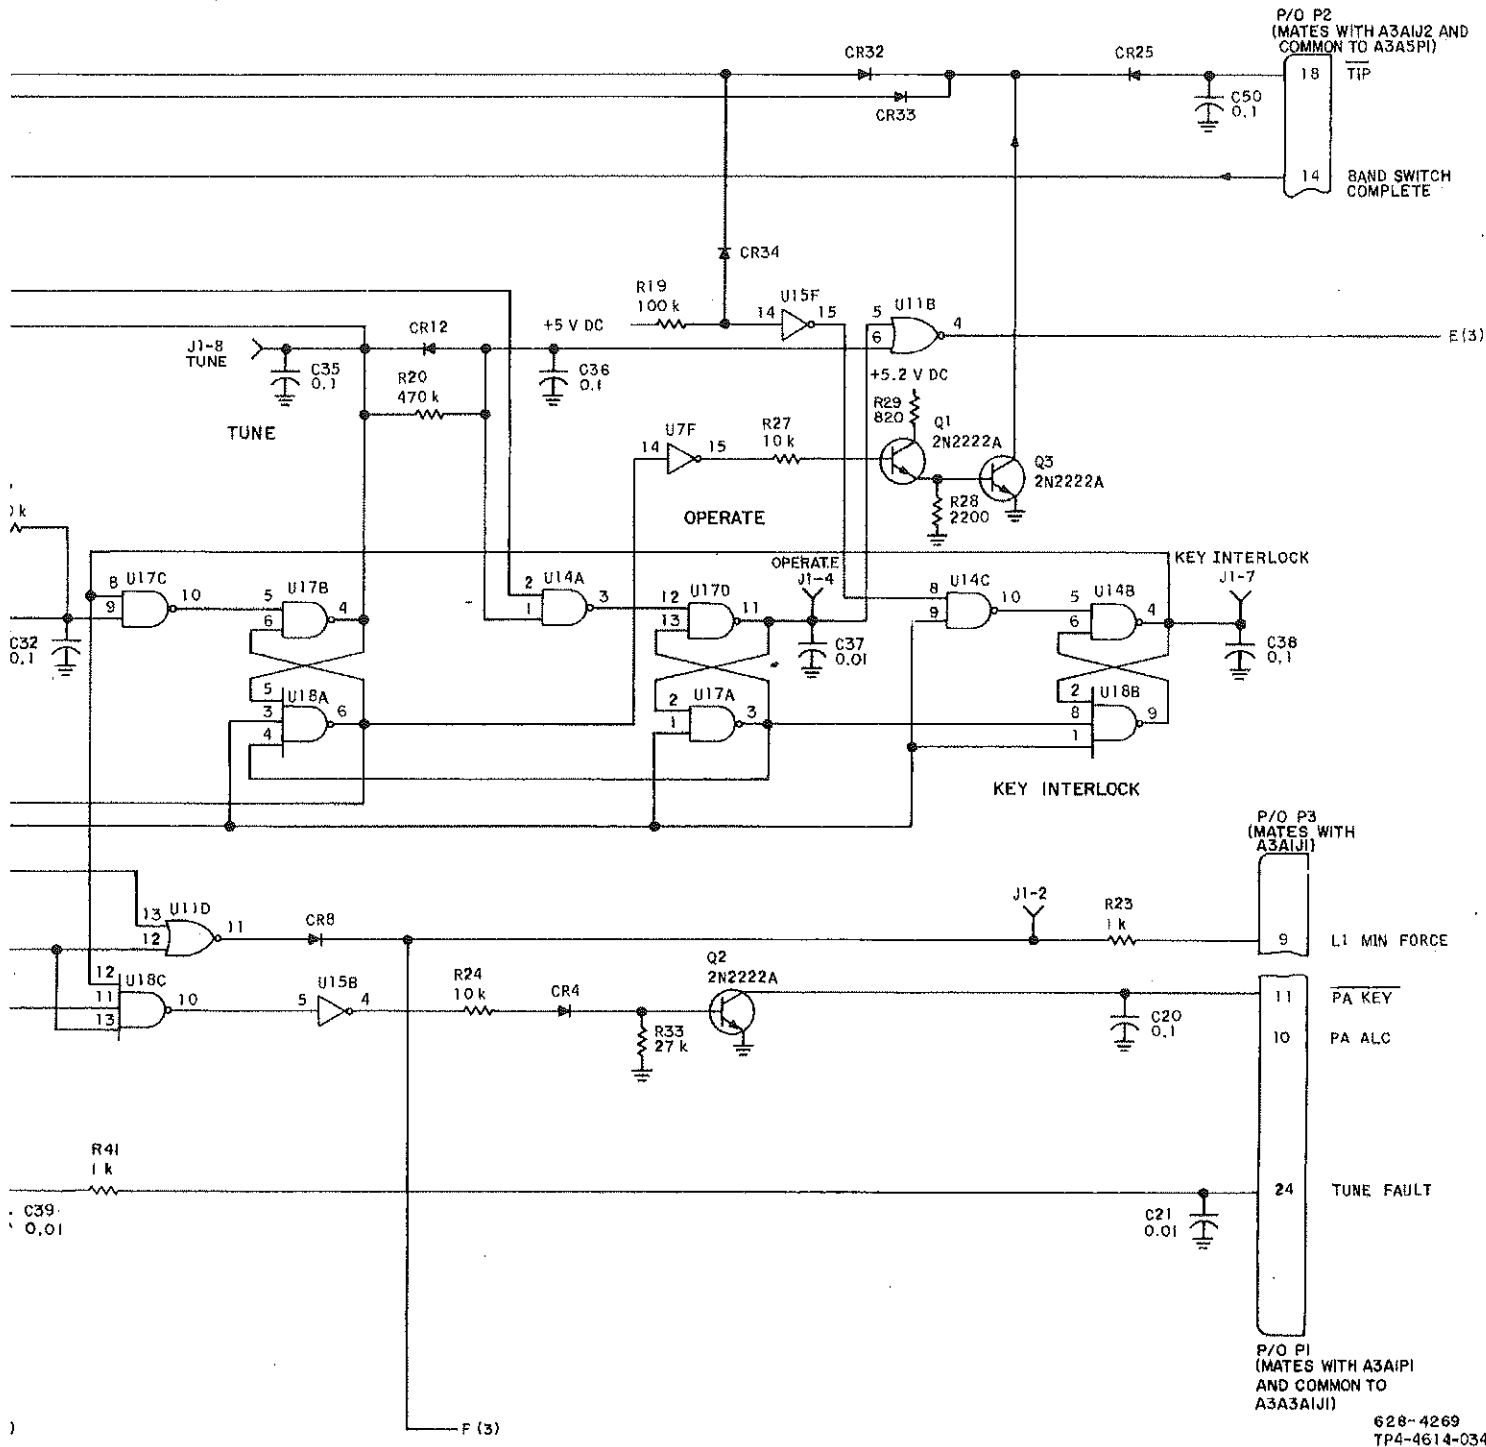 P/O P2
(MATES WITH A3A1J2 AND
COMMON TO A3A5P1)
CR32
CR25
18 TIP
C50
0.1
CR33
14 BAND SWITCH
COMPLETE
CR34
R19
100 k
U15F
14 15
U11B
5
6
4
+5 V DC
E (3)
J1-8
TUNE
CR12
C35
0.1
R20
470 k
C36
0.1
+5.2 V DC
R29
820
Q1
2N2222A
TUNE
U7F
14 15
R27
10 k
Q3
2N2222A
R28
2200
OPERATE
k
KEY INTERLOCK
J1-7
OPERATE
J1-4
U17C
8
9
10
U17B
5
6
4
U14A
2
1
3
U17D
12
13
11
U14C
8
9
10
U14B
5
6
4
C32
0.1
C37
0.01
C38
0.1
U18A
5
3
4
6
U17A
2
1
3
U18B
2
8
1
9
KEY INTERLOCK
P/O P3
(MATES WITH
A3A1J1)
U11D
13
12
11
CR8
J1-2
R23
1 k
9 L1 MIN FORCE
U18C
12
11
13
10
U15B
5 4
R24
10 k
CR4
Q2
2N2222A
R33
27 k
C20
0.1
11 PA KEY
10 PA ALC
R41
1 k
C39
0.01
C21
0.01
24 TUNE FAULT
P/O P1
(MATES WITH A3A1P1
AND COMMON TO
A3A3A1J1)
)
F (3)
628-4269
TP4-4614-034